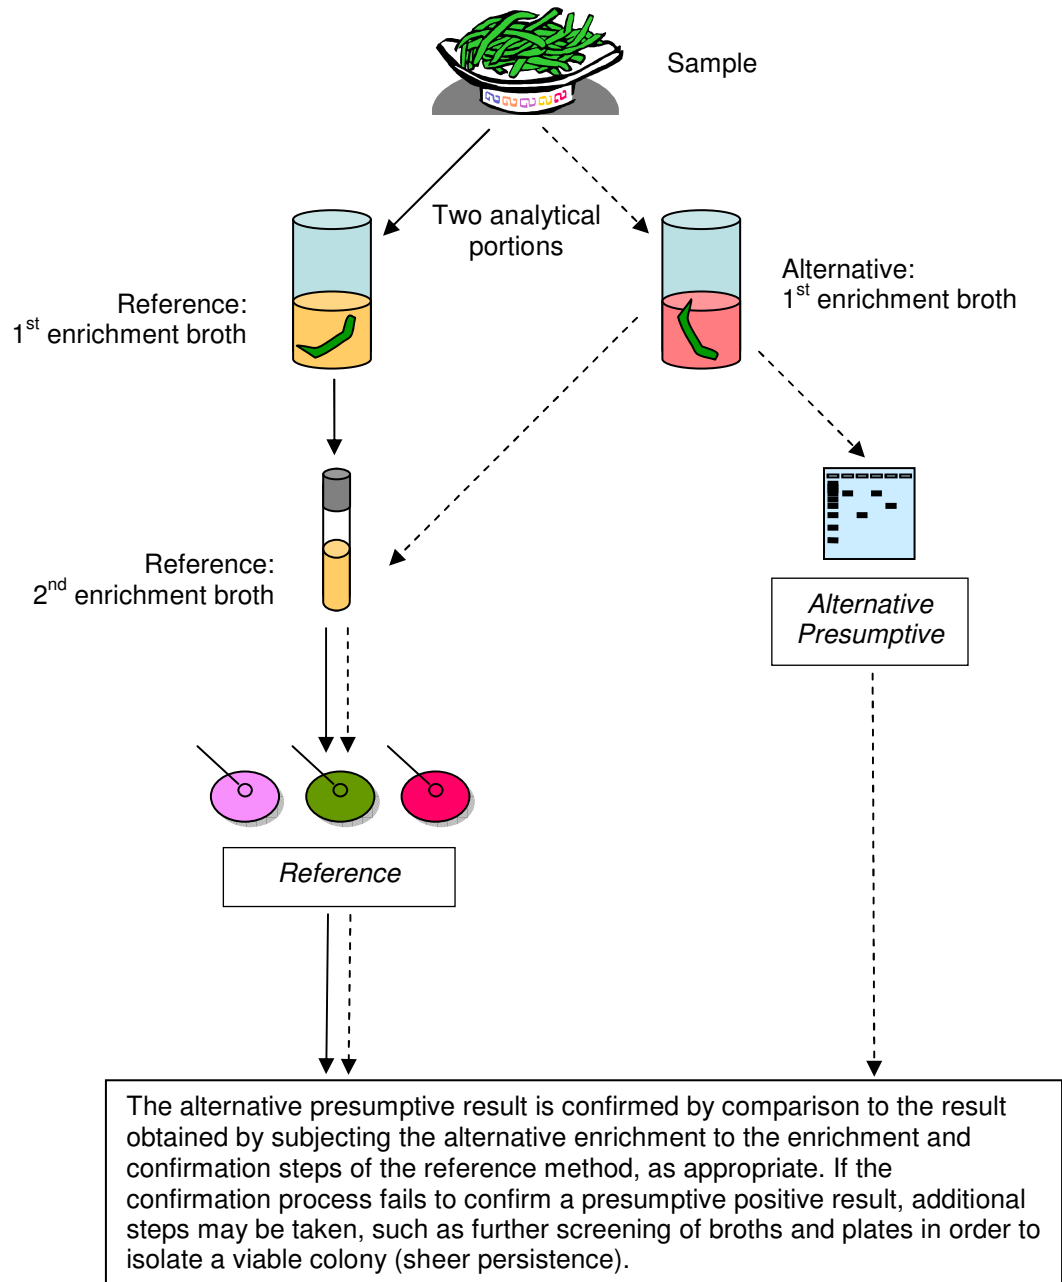 Sample
Two analytical
portions
Reference:
1st enrichment broth
Alternative:
1st enrichment broth
Reference:
2nd enrichment broth
Alternative
Presumptive
Reference
The alternative presumptive result is confirmed by comparison to the result
obtained by subjecting the alternative enrichment to the enrichment and
confirmation steps of the reference method, as appropriate. If the
confirmation process fails to confirm a presumptive positive result, additional
steps may be taken, such as further screening of broths and plates in order to
isolate a viable colony (sheer persistence).